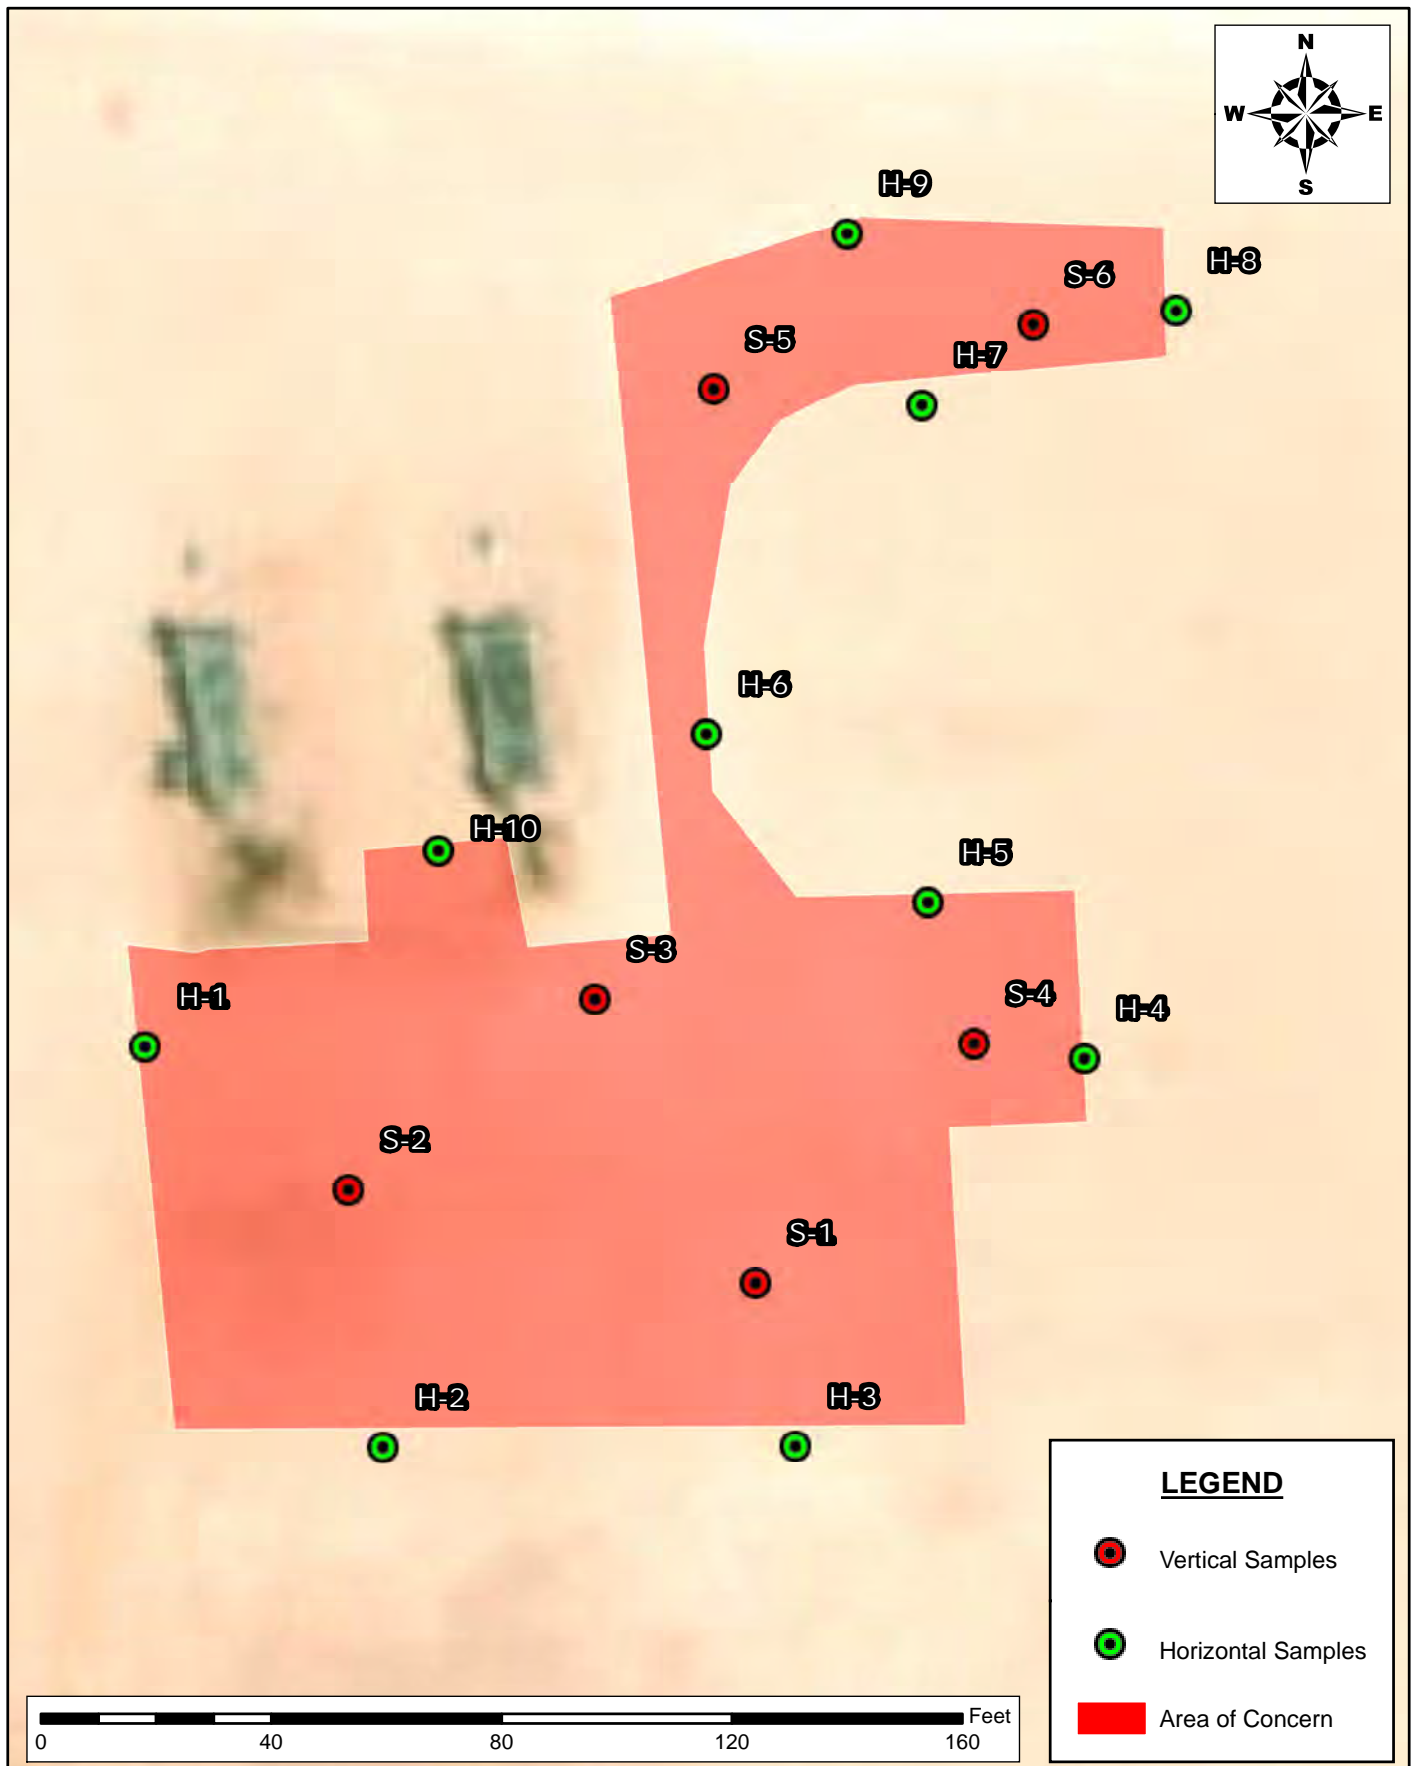 N
W E
S
H-9
H-8
S-6
S-5
H-7
H-6
H-10
H-5
S-3
H-1
S-4
H-4
S-2
S-1
H-2
H-3
LEGEND
Vertical Samples
Horizontal Samples
Area of Concern
Feet
0 40 80 120 160